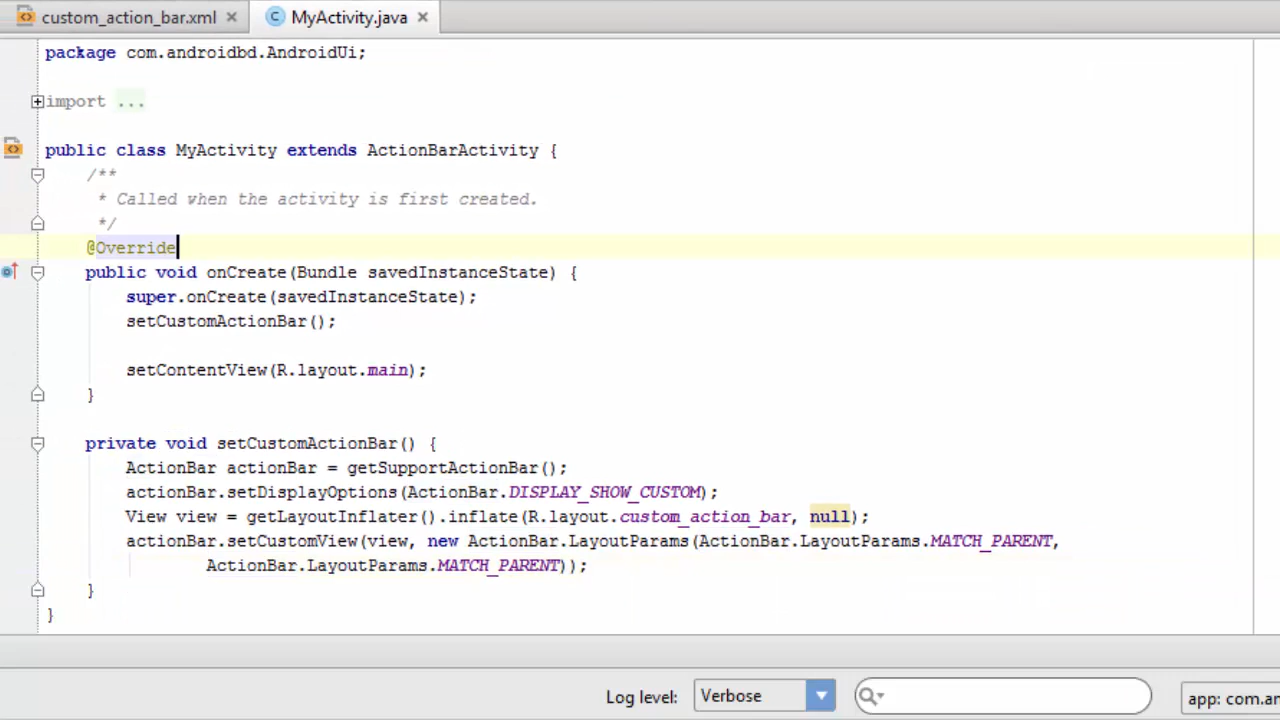 custom_action_bar.xml MyActivity.java
package com.androidbd.AndroidUi;
import ...
public class MyActivity extends ActionBarActivity {
/**
* Called when the activity is first created.
*/
@Override
public void onCreate(Bundle savedInstanceState) {
super.onCreate(savedInstanceState);
setCustomActionBar();
setContentView(R.layout.main);
}
private void setCustomActionBar() {
ActionBar actionBar = getSupportActionBar();
actionBar.setDisplayOptions(ActionBar.DISPLAY_SHOW_CUSTOM);
View view = getLayoutInflater().inflate(R.layout.custom_action_bar, null);
actionBar.setCustomView(view, new ActionBar.LayoutParams(ActionBar.LayoutParams.MATCH_PARENT,
ActionBar.LayoutParams.MATCH_PARENT));
}
}
Log level: Verbose app: com.an